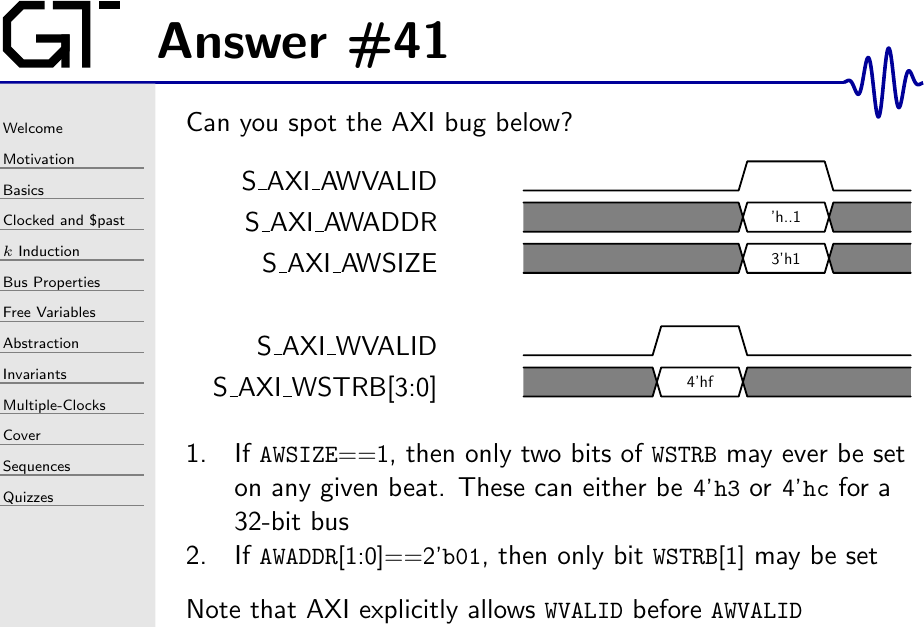 GT
Answer #41
Welcome
Motivation
Basics
Clocked and $past
k Induction
Bus Properties
Free Variables
Abstraction
Invariants
Multiple-Clocks
Cover
Sequences
Quizzes
Can you spot the AXI bug below?
S_AXI_AWVALID
S_AXI_AWADDR 'h..1
S_AXI_AWSIZE 3'h1
S_AXI_WVALID
S_AXI_WSTRB[3:0] 4'hf
1. If AWSIZE==1, then only two bits of WSTRB may ever be set
on any given beat. These can either be 4'h3 or 4'hc for a
32-bit bus
2. If AWADDR[1:0]==2'b01, then only bit WSTRB[1] may be set
Note that AXI explicitly allows WVALID before AWVALID